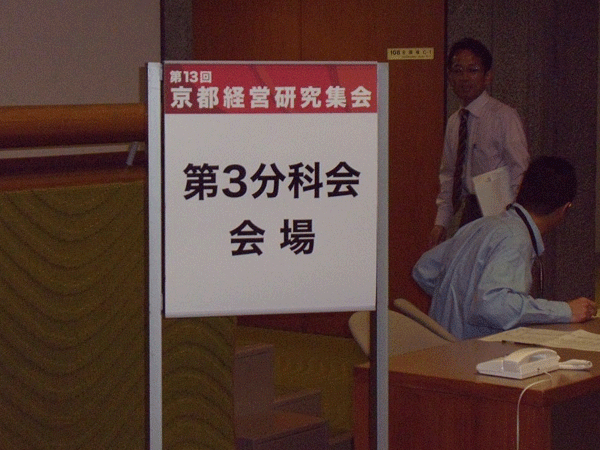 第13回
京都経営研究集会
第3分科会
会場